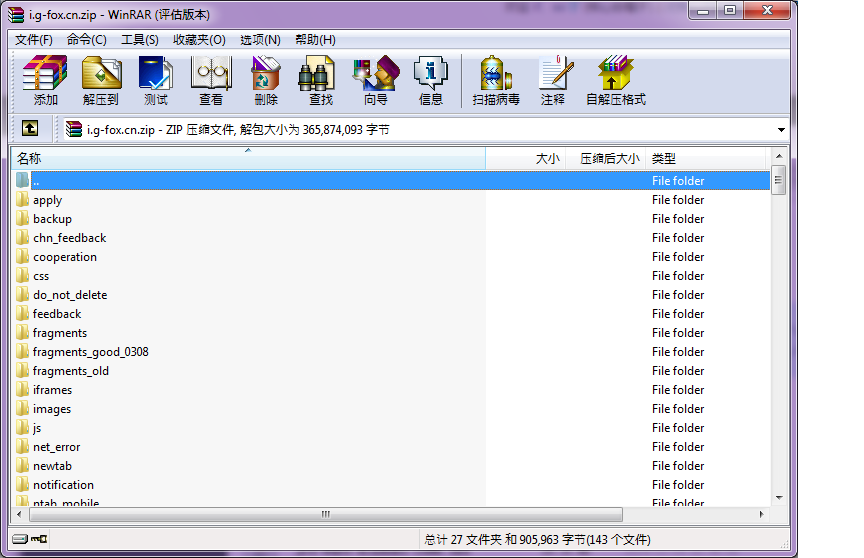 i.g-fox.cn.zip - WinRAR (评估版本)
文件(F) 命令(C) 工具(S) 收藏夹(O) 选项(N) 帮助(H)
添加 解压到 测试 查看 删除 查找 向导 信息 扫描病毒 注释 自解压格式
i.g-fox.cn.zip - ZIP 压缩文件, 解包大小为 365,874,093 字节
名称 大小 压缩后大小 类型
.. File folder
apply File folder
backup File folder
chn_feedback File folder
cooperation File folder
css File folder
do_not_delete File folder
feedback File folder
fragments File folder
fragments_good_0308 File folder
fragments_old File folder
iframes File folder
images File folder
js File folder
net_error File folder
newtab File folder
notification File folder
ntab_mobile File folder
总计 27 文件夹 和 905,963 字节(143 个文件)